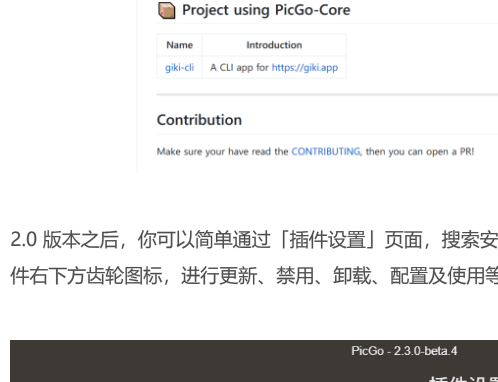 Project using PicGo-Core
Name Introduction
giki-cli A CLI app for https://giki.app
Contribution
Make sure your have read the CONTRIBUTING, then you can open a PR!
2.0 版本之后，你可以简单通过「插件设置」页面，搜索安
件右下方齿轮图标，进行更新、禁用、卸载、配置及使用等
PicGo - 2.3.0-beta.4